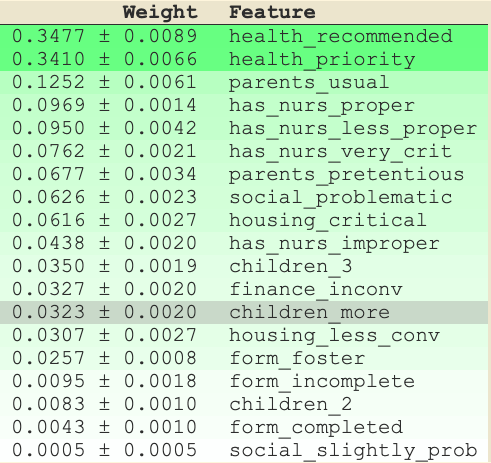 Weight Feature
0.3477 ± 0.0089 health_recommended
0.3410 ± 0.0066 health_priority
0.1252 ± 0.0061 parents_usual
0.0969 ± 0.0014 has_nurs_proper
0.0950 ± 0.0042 has_nurs_less_proper
0.0762 ± 0.0021 has_nurs_very_crit
0.0677 ± 0.0034 parents_pretentious
0.0626 ± 0.0023 social_problematic
0.0616 ± 0.0027 housing_critical
0.0438 ± 0.0020 has_nurs_improper
0.0350 ± 0.0019 children_3
0.0327 ± 0.0020 finance_inconv
0.0323 ± 0.0020 children_more
0.0307 ± 0.0027 housing_less_conv
0.0257 ± 0.0008 form_foster
0.0095 ± 0.0018 form_incomplete
0.0083 ± 0.0010 children_2
0.0043 ± 0.0010 form_completed
0.0005 ± 0.0005 social_slightly_prob